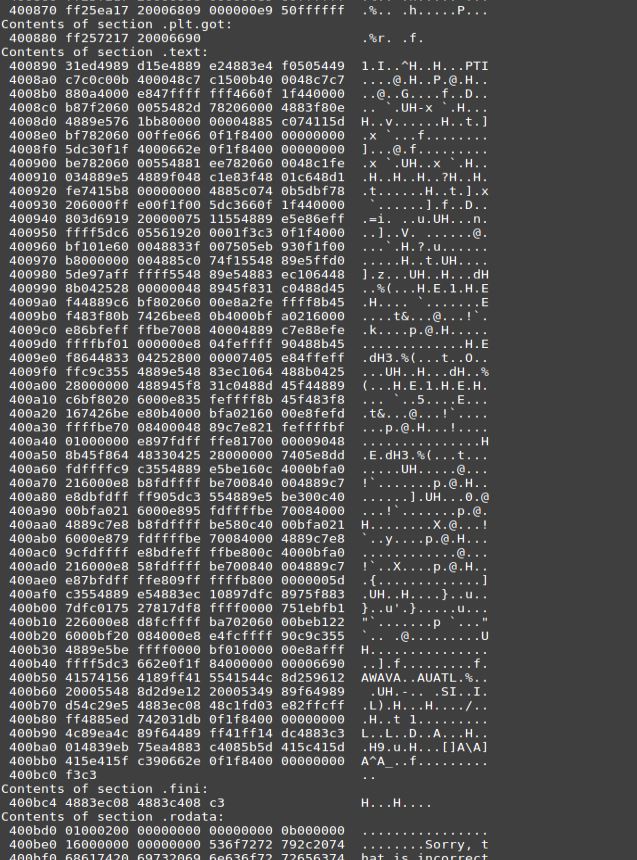 400870 ff25ea17 20006809 000000e9 50ffffff  .%.. .h.....P...
Contents of section .plt.got:
400880 ff257217 20006690                    .%r. .f.
Contents of section .text:
400890 31ed4989 d15e4889 e24883e4 f0505449  1.I..^H..H...PTI
4008a0 c7c0c00b 400048c7 c1500b40 0048c7c7  ....@.H..P.@.H..
4008b0 880a4000 e847ffff fff4660f 1f440000  ..@..G....f..D..
4008c0 b87f2060 0055482d 78206000 4883f80e  .. `.UH-x `.H...
4008d0 4889e576 1bb80000 00004885 c074115d  H..v......H..t.]
4008e0 bf782060 00ffe066 0f1f8400 00000000  .x `...f........
4008f0 5dc30f1f 4000662e 0f1f8400 00000000  ]...@.f.........
400900 be782060 00554881 ee782060 0048c1fe  .x `.UH..x `.H..
400910 034889e5 4889f048 c1e83f48 01c648d1  .H..H..H..?H..H.
400920 fe7415b8 00000000 4885c074 0b5dbf78  .t......H..t.].x
400930 206000ff e00f1f00 5dc3660f 1f440000   `......].f..D..
400940 803d6919 20000075 11554889 e5e86eff  .=i. ..u.UH...n.
400950 ffff5dc6 05561920 0001f3c3 0f1f4000  ..]..V. ......@.
400960 bf101e60 0048833f 007505eb 930f1f00  ...`.H.?.u......
400970 b8000000 004885c0 74f15548 89e5ffd0  .....H..t.UH....
400980 5de97aff ffff5548 89e54883 ec106448  ].z...UH..H...dH
400990 8b042528 00000048 8945f831 c0488d45  ..%(...H.E.1.H.E
4009a0 f44889c6 bf802060 00e8a2fe ffff8b45  .H.... `.......E
4009b0 f483f80b 7426bee8 0b4000bf a0216000  ....t&...@...!`.
4009c0 e86bfeff ffbe7008 40004889 c7e88efe  .k....p.@.H.....
4009d0 ffffbf01 000000e8 04feffff 90488b45  .............H.E
4009e0 f8644833 04252800 00007405 e84ffeff  .dH3.%(...t..O..
4009f0 ffc9c355 4889e548 83ec1064 488b0425  ...UH..H...dH..%
400a00 28000000 488945f8 31c0488d 45f44889  (...H.E.1.H.E.H.
400a10 c6bf8020 6000e835 feffff8b 45f483f8  ... `..5....E...
400a20 167426be e80b4000 bfa02160 00e8fefd  .t&...@...!`....
400a30 ffffbe70 08400048 89c7e821 feffffbf  ...p.@.H...!....
400a40 01000000 e897fdff ffe81700 00009048  ...............H
400a50 8b45f864 48330425 28000000 7405e8dd  .E.dH3.%(...t...
400a60 fdffffc9 c3554889 e5be160c 4000bfa0  .....UH.....@...
400a70 216000e8 b8fdffff be700840 004889c7  !`.......p.@.H..
400a80 e8dbfdff ff905dc3 554889e5 be300c40  ......].UH...0.@
400a90 00bfa021 6000e895 fdffffbe 70084000  ...!`.......p.@.
400aa0 4889c7e8 b8fdffff be580c40 00bfa021  H........X.@...!
400ab0 6000e879 fdffffbe 70084000 4889c7e8  `..y....p.@.H...
400ac0 9cfdffff e8bdfeff ffbe800c 4000bfa0  ............@...
400ad0 216000e8 58fdffff be700840 004889c7  !`..X....p.@.H..
400ae0 e87bfdff ffe809ff ffffb800 0000005d  .{.............]
400af0 c3554889 e54883ec 10897dfc 8975f883  .UH..H....}..u..
400b00 7dfc0175 27817df8 ffff0000 751ebfb1  }..u'.}.....u...
400b10 226000e8 d8fcffff ba702060 00beb122  "`.......p `..."
400b20 6000bf20 084000e8 e4fcffff 90c9c355  `.. .@.........U
400b30 4889e5be ffff0000 bf010000 00e8afff  H...............
400b40 ffff5dc3 662e0f1f 84000000 00006690  ..].f.........f.
400b50 41574156 4189ff41 5541544c 8d259612  AWAVA..AUATL.%..
400b60 20005548 8d2d9e12 20005349 89f64989   .UH.-.. .SI..I.
400b70 d54c29e5 4883ec08 48c1fd03 e82ffcff  .L).H...H..../..
400b80 ff4885ed 742031db 0f1f8400 00000000  .H..t 1.........
400b90 4c89ea4c 89f64489 ff41ff14 dc4883c3  L..L..D..A...H..
400ba0 014839eb 75ea4883 c4085b5d 415c415d  .H9.u.H...[]A\A]
400bb0 415e415f c390662e 0f1f8400 00000000  A^A_..f.........
400bc0 f3c3                                 ..
Contents of section .fini:
400bc4 4883ec08 4883c408 c3                 H...H....
Contents of section .rodata:
400bd0 01000200 00000000 00000000 0b000000  ................
400be0 16000000 00000000 536f7272 792c2074  ........Sorry, t
400bf0 68617420 69732069 6e636f72 72656374  hat is incorrect